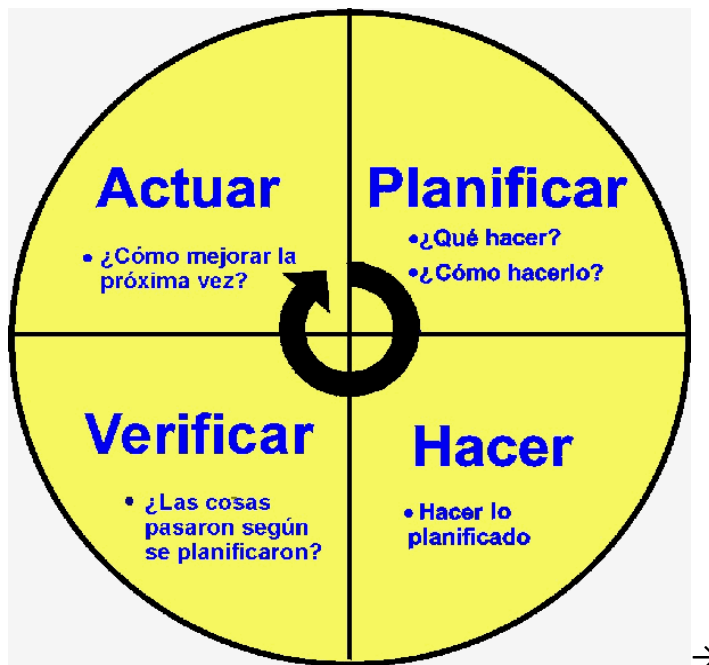 Actuar
• ¿Cómo mejorar la
próxima vez?
Planificar
•¿Qué hacer?
•¿Cómo hacerlo?
Verificar
• ¿Las cosas
pasaron según
se planificaron?
Hacer
• Hacer lo
planificado